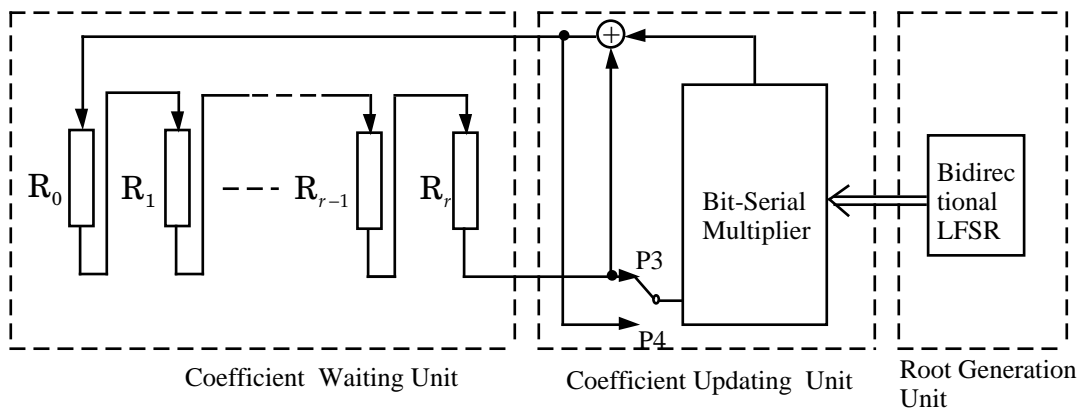 R0
R1
Rr−1
Rr
+
P3
P4
Bit-Serial
Multiplier
Bidirec
tional
LFSR
Coefficient Waiting Unit
Coefficient Updating Unit
Root Generation
Unit